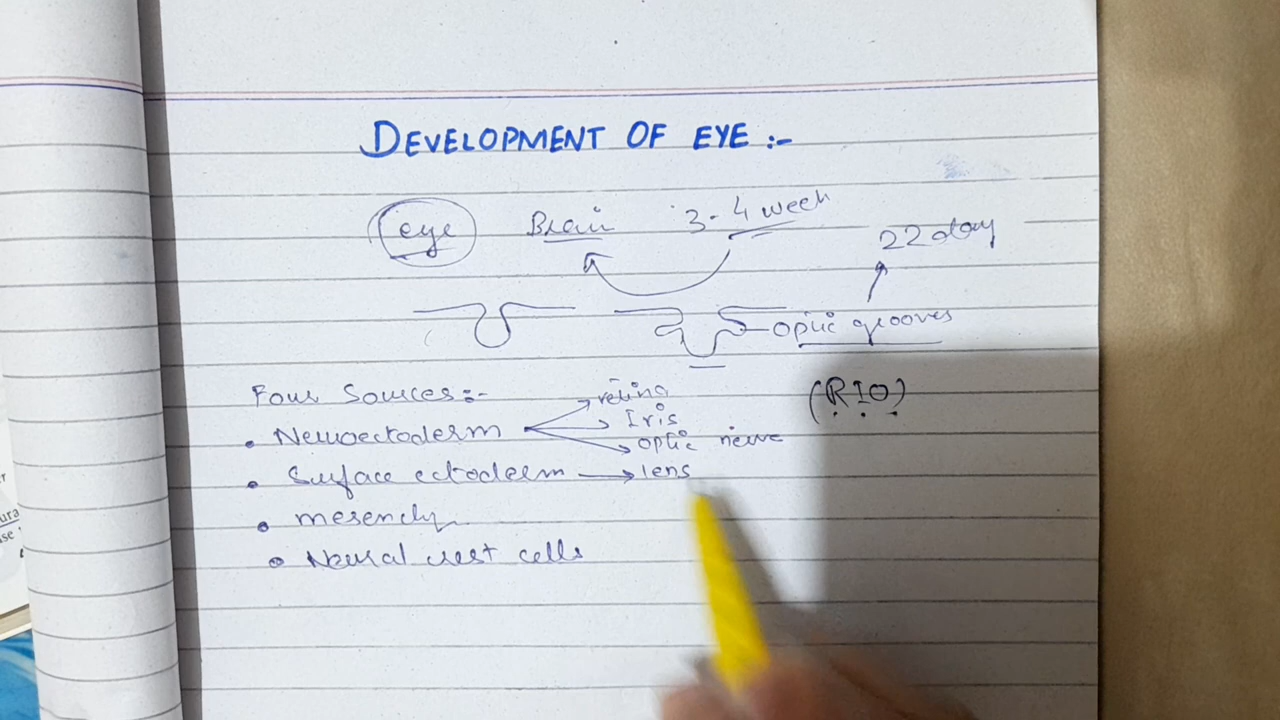 DEVELOPMENT OF EYE :-
eye Brain 3-4 week
22 day
optic grooves
Four Sources :-
retina
(RIO)
• Neuroectoderm
Iris
optic nerve
• Surface ectoderm → lens
• mesenchy
• Neural crest cells